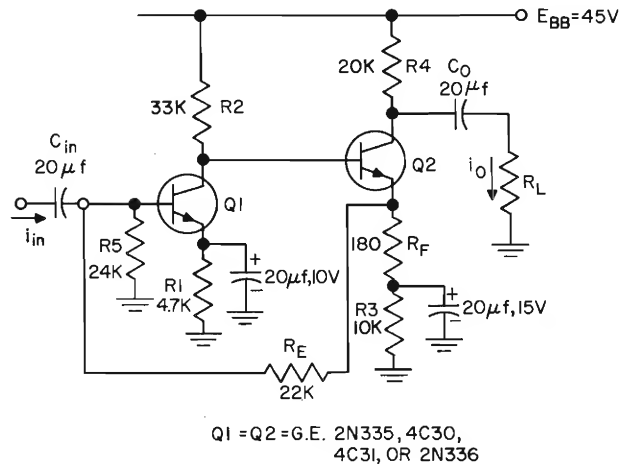 E_BB=45V
20K
R4
C_O
20μf
33K
R2
C_in
20μf
Q2
i_o
R_L
Q1
i_in
R5
24K
R1
4.7K
+
−
20μf,10V
180
R_F
+
−
20μf,15V
R3
10K
R_E
22K
Q1=Q2=G.E. 2N335, 4C30,
4C31, OR 2N336